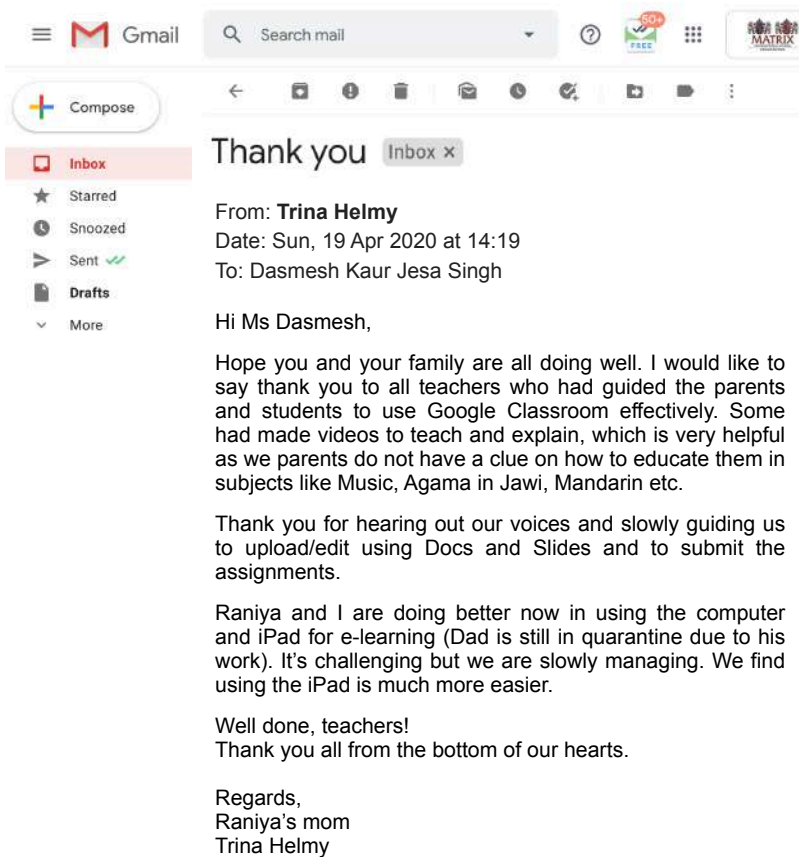 Gmail
Search mail
50+
FREE
MATRIX
Compose
Inbox
Starred
Snoozed
Sent
Drafts
More
Thank you Inbox x
From: Trina Helmy
Date: Sun, 19 Apr 2020 at 14:19
To: Dasmesh Kaur Jesa Singh
Hi Ms Dasmesh,
Hope you and your family are all doing well. I would like to
say thank you to all teachers who had guided the parents
and students to use Google Classroom effectively. Some
had made videos to teach and explain, which is very helpful
as we parents do not have a clue on how to educate them in
subjects like Music, Agama in Jawi, Mandarin etc.
Thank you for hearing out our voices and slowly guiding us
to upload/edit using Docs and Slides and to submit the
assignments.
Raniya and I are doing better now in using the computer
and iPad for e-learning (Dad is still in quarantine due to his
work). It’s challenging but we are slowly managing. We find
using the iPad is much more easier.
Well done, teachers!
Thank you all from the bottom of our hearts.
Regards,
Raniya’s mom
Trina Helmy